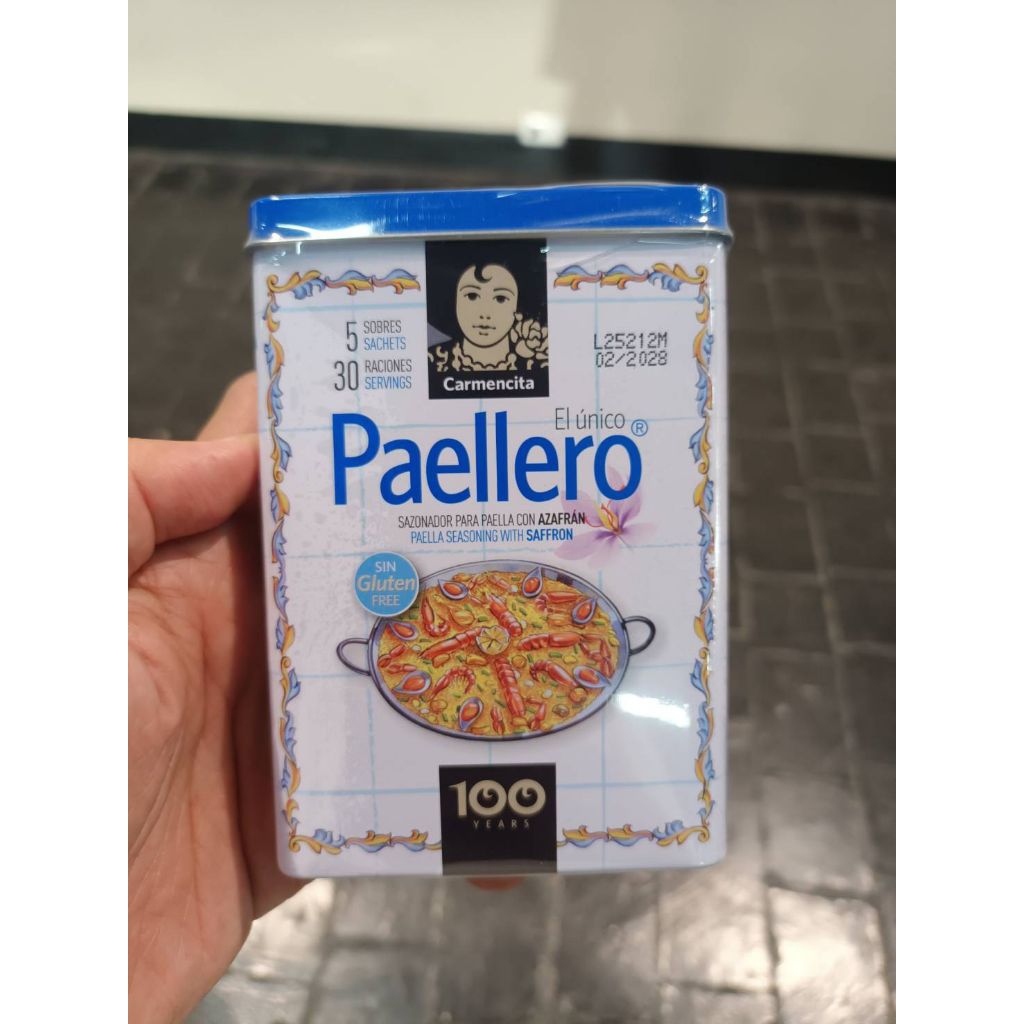 Carmencita
5 SOBRES
SACHETS
30 RACIONES
SERVINGS
L25212M
02/2028
El único
Paellero®
SAZONADOR PARA PAELLA CON AZAFRÁN
PAELLA SEASONING WITH SAFFRON
SIN
Gluten
FREE
100
YEARS